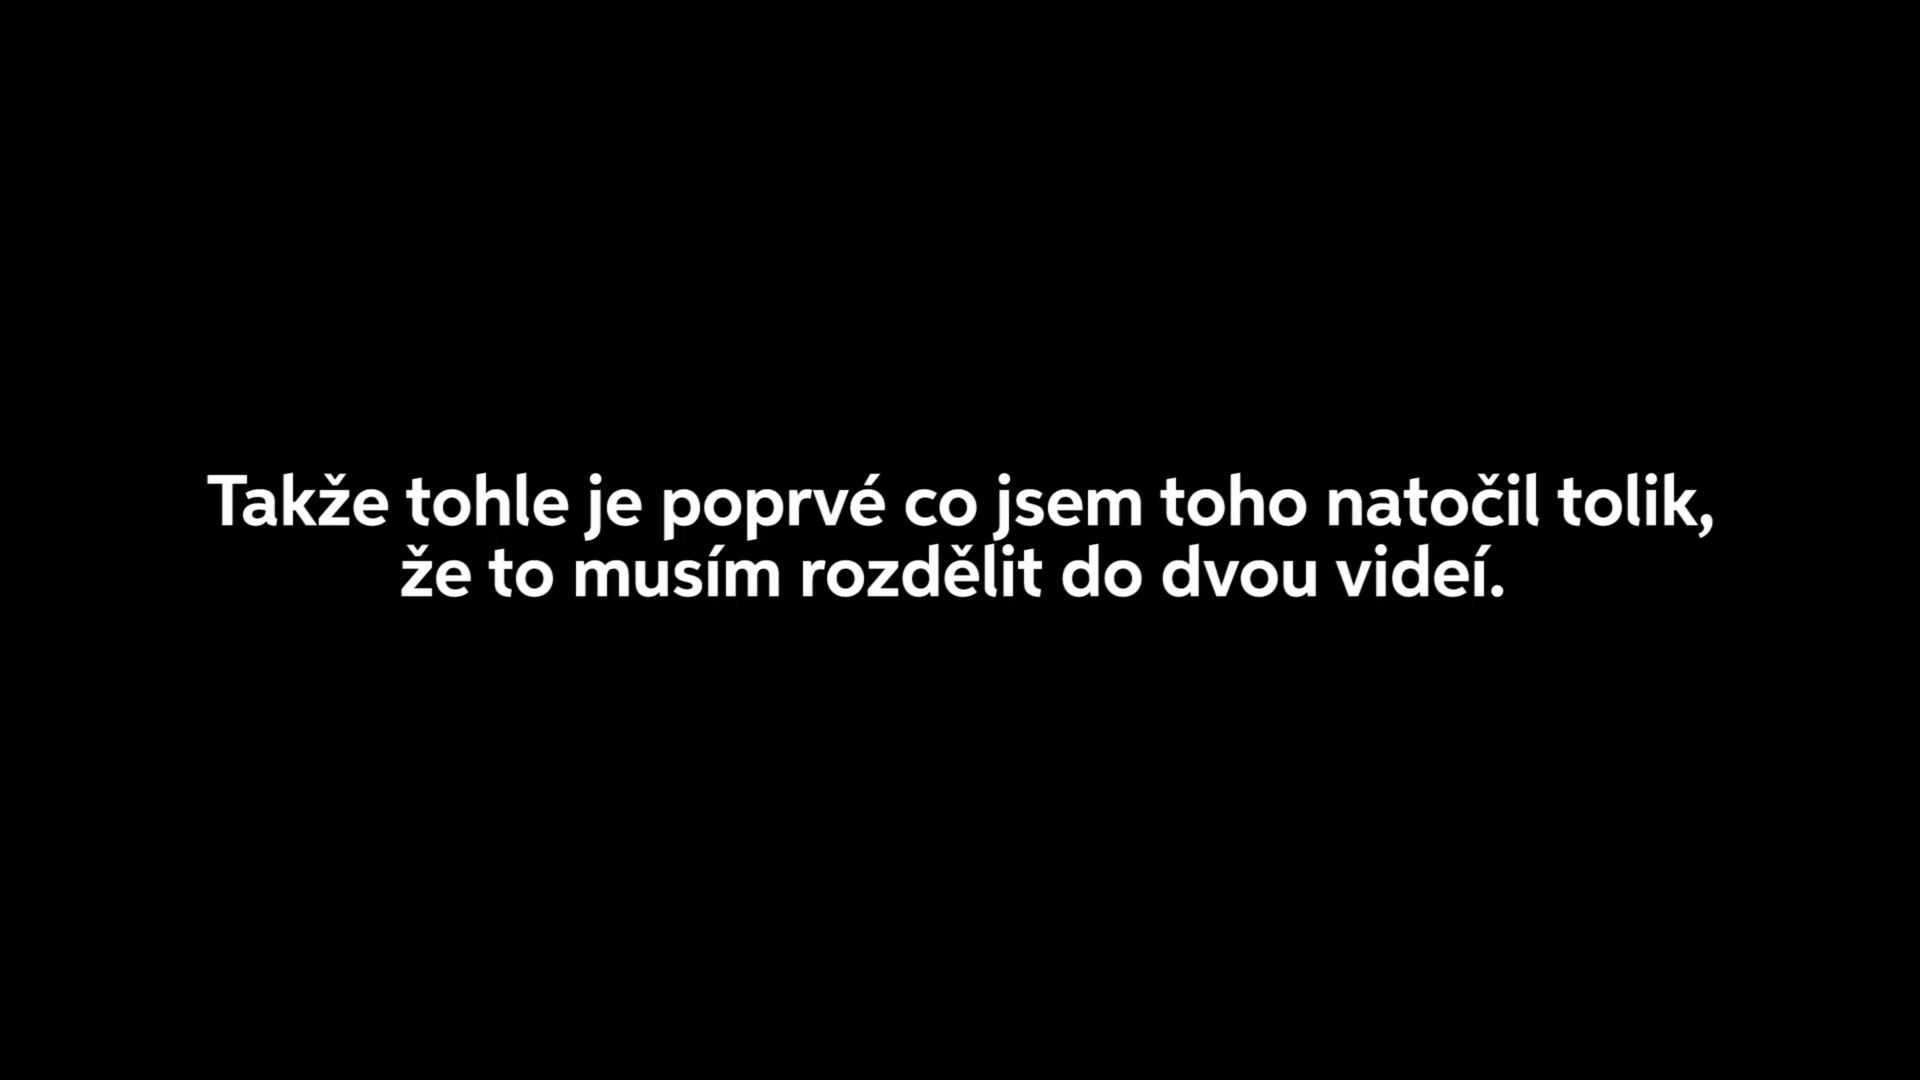 Takže tohle je poprvé co jsem toho natočil tolik,
že to musím rozdělit do dvou videí.